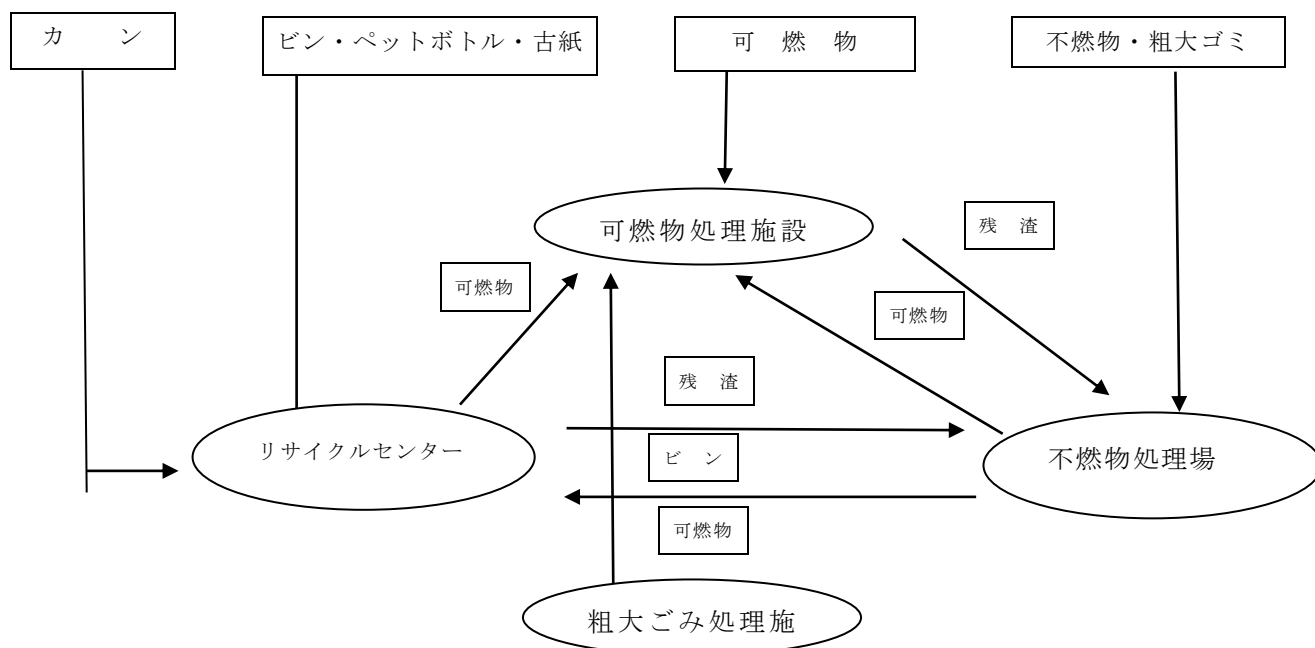 カ ン
ビン・ペットボトル・古紙
可 燃 物
不燃物・粗大ゴミ
可燃物処理施設
残 渣
可燃物
可燃物
残 渣
リサイクルセンター
ビ ン
不燃物処理場
可燃物
粗大ごみ処理施